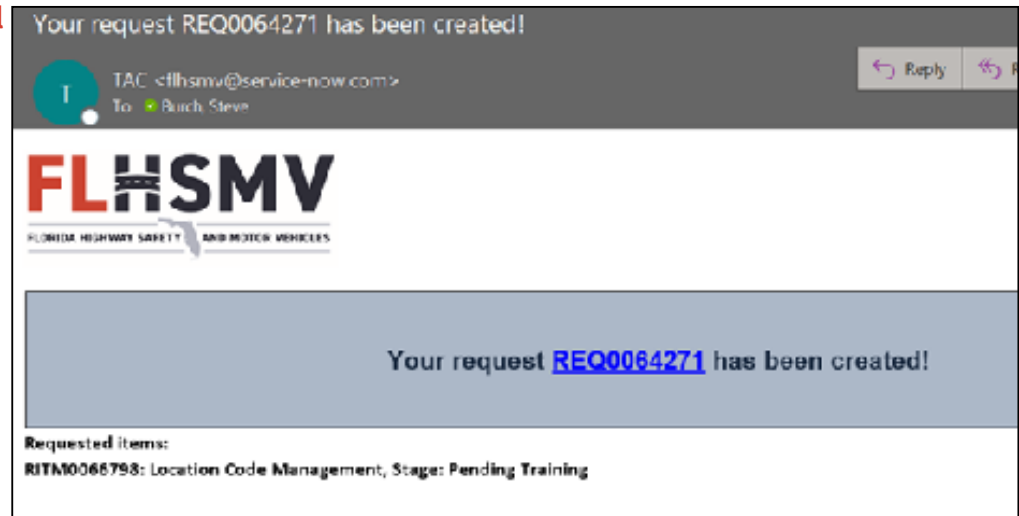 Your request REQ0064271 has been created!
TAC <flhsmv@service-now.com>
Reply
T
To Burch, Steve
FLHSMV
FLORIDA HIGHWAY SAFETY AND MOTOR VEHICLES
Your request REQ0064271 has been created!
Requested items:
RITM0066798: Location Code Management, Stage: Pending Training